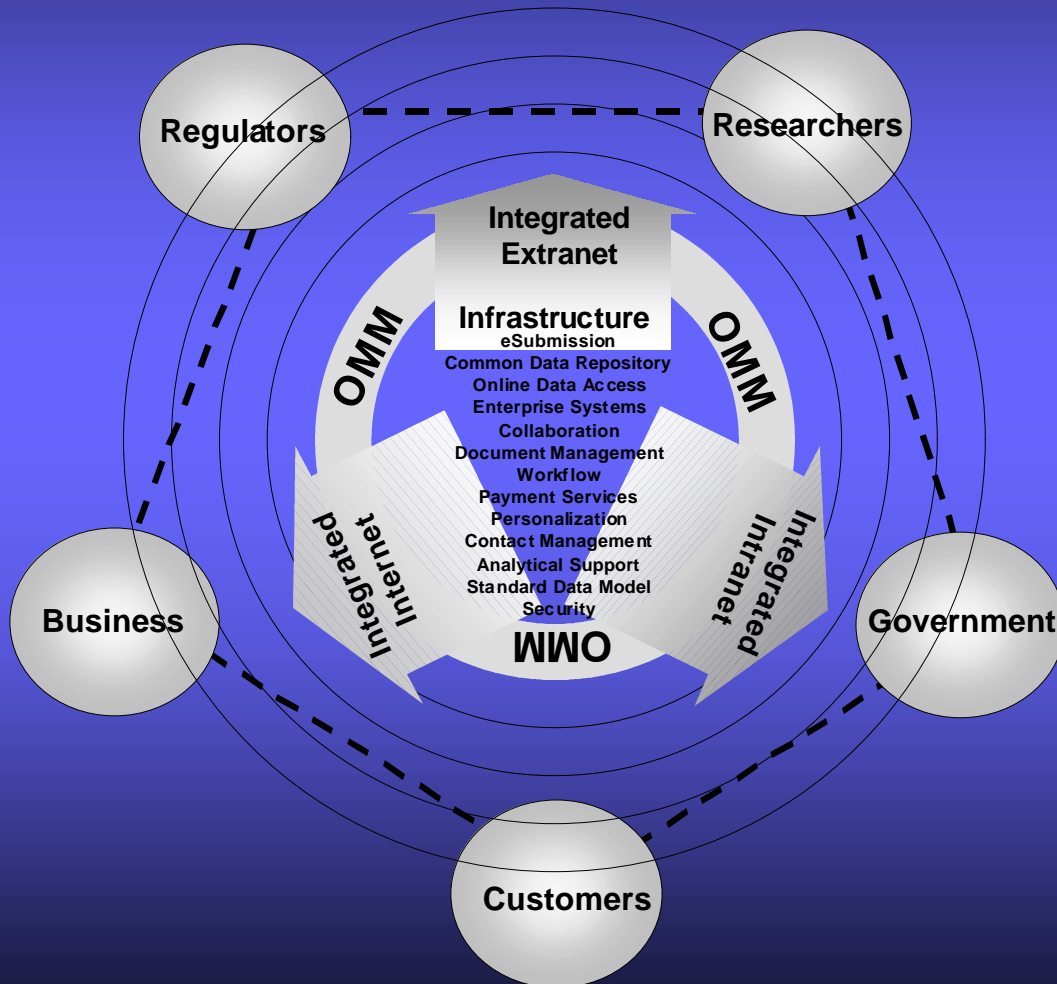 Regulators
Researchers
Integrated
Extranet
Infrastructure
eSubmission
Common Data Repository
Online Data Access
Enterprise Systems
Collaboration
Document Management
Workflow
Payment Services
Personalization
Contact Management
Analytical Support
Standard Data Model
Security
OMM
OMM
OMM
Integrated
Internet
Integrated
Intranet
Business
Government
Customers